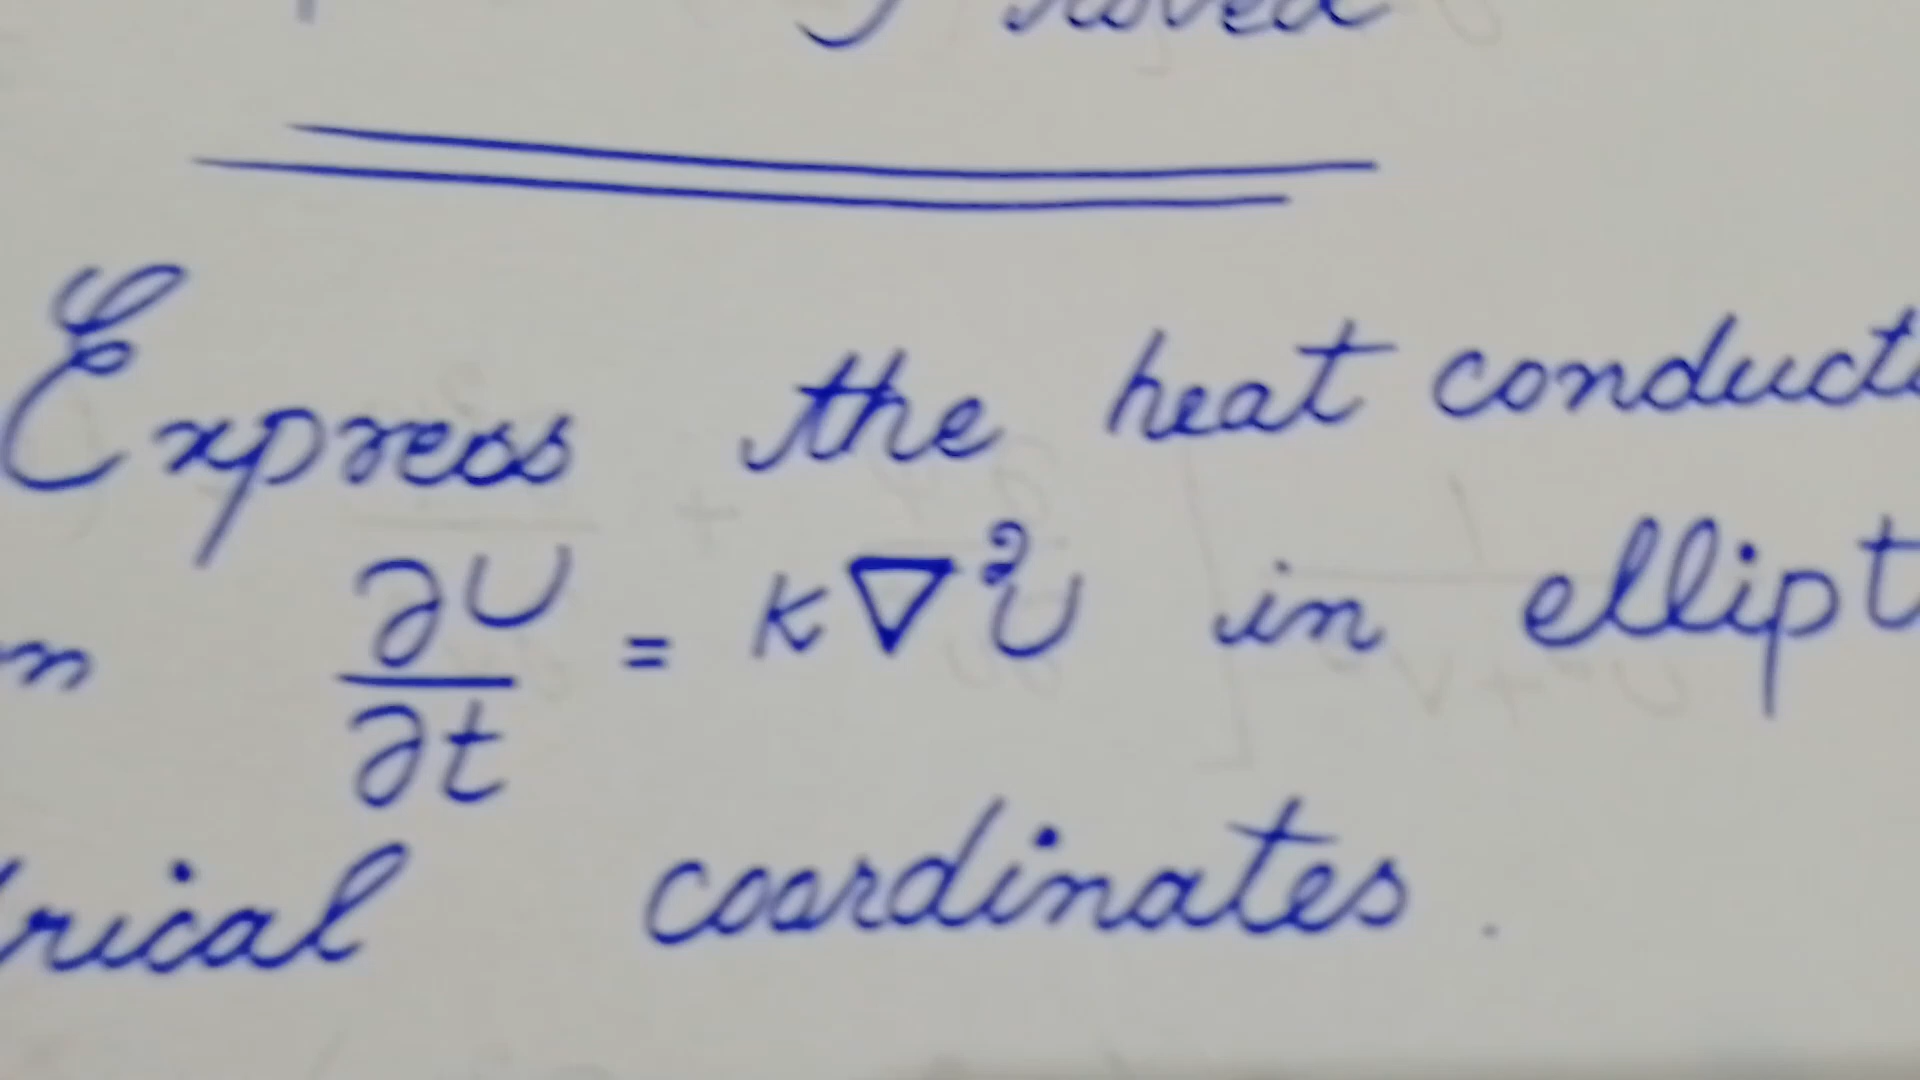 Express the heat conduct
∂U/∂t = K∇²U in ellipt
rical coordinates.